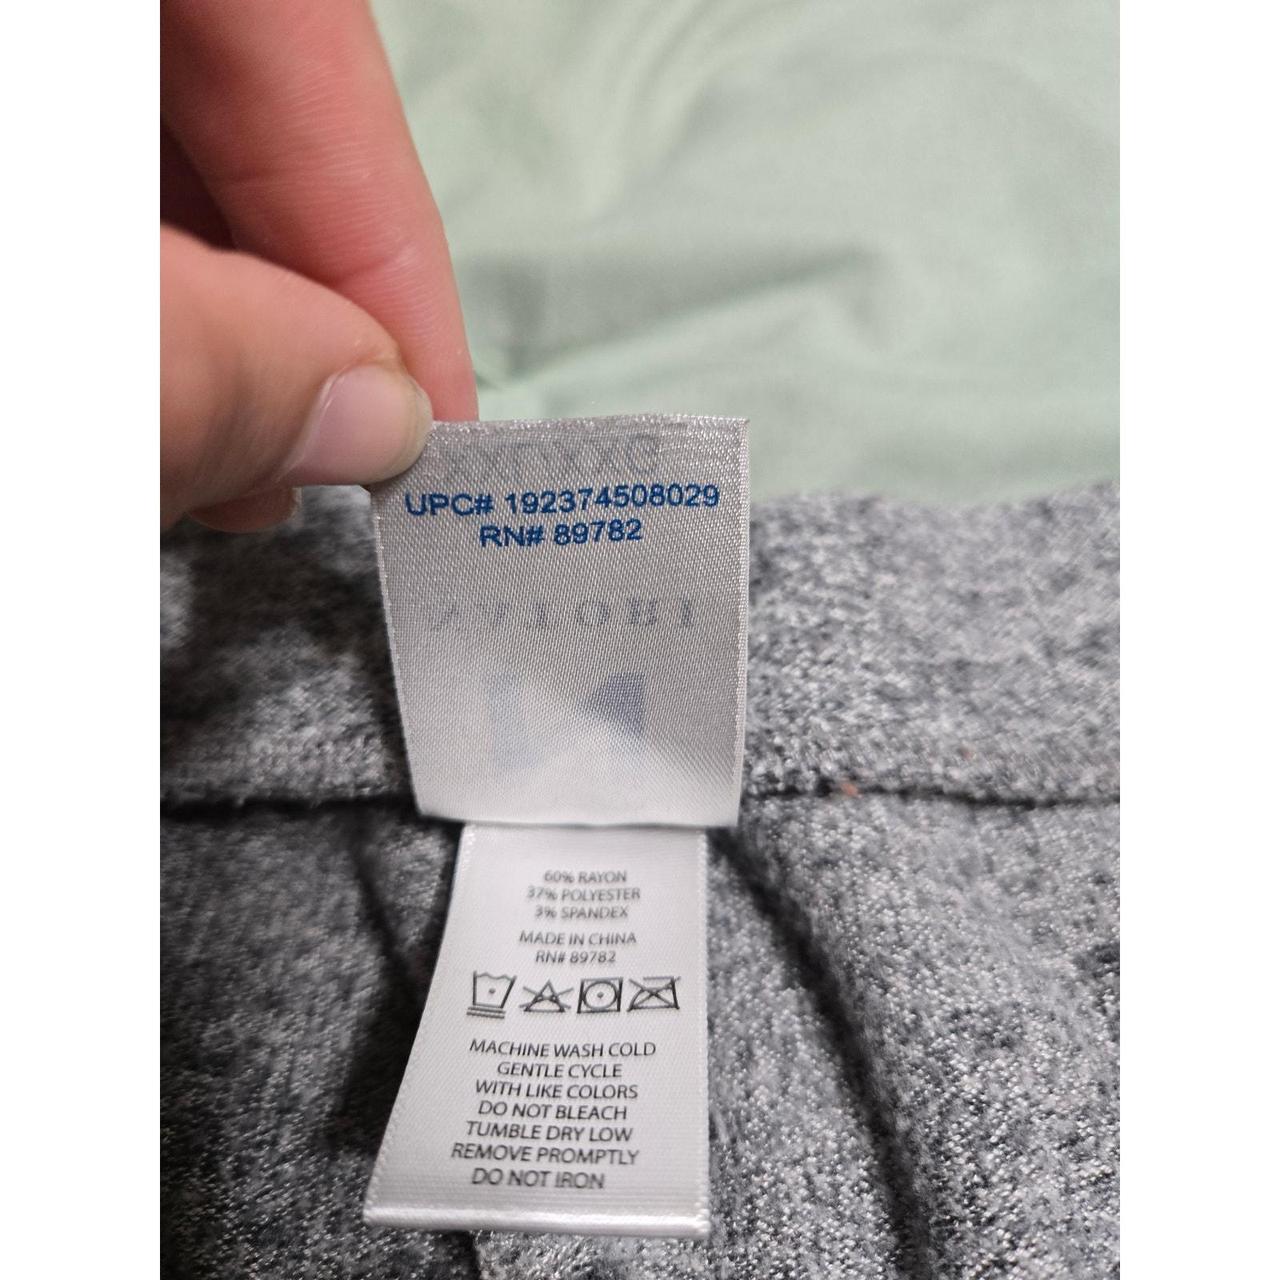 UPC# 192374508029
RN# 89782
60% RAYON
37% POLYESTER
3% SPANDEX
MADE IN CHINA
RN# 89782
MACHINE WASH COLD
GENTLE CYCLE
WITH LIKE COLORS
DO NOT BLEACH
TUMBLE DRY LOW
REMOVE PROMPTLY
DO NOT IRON